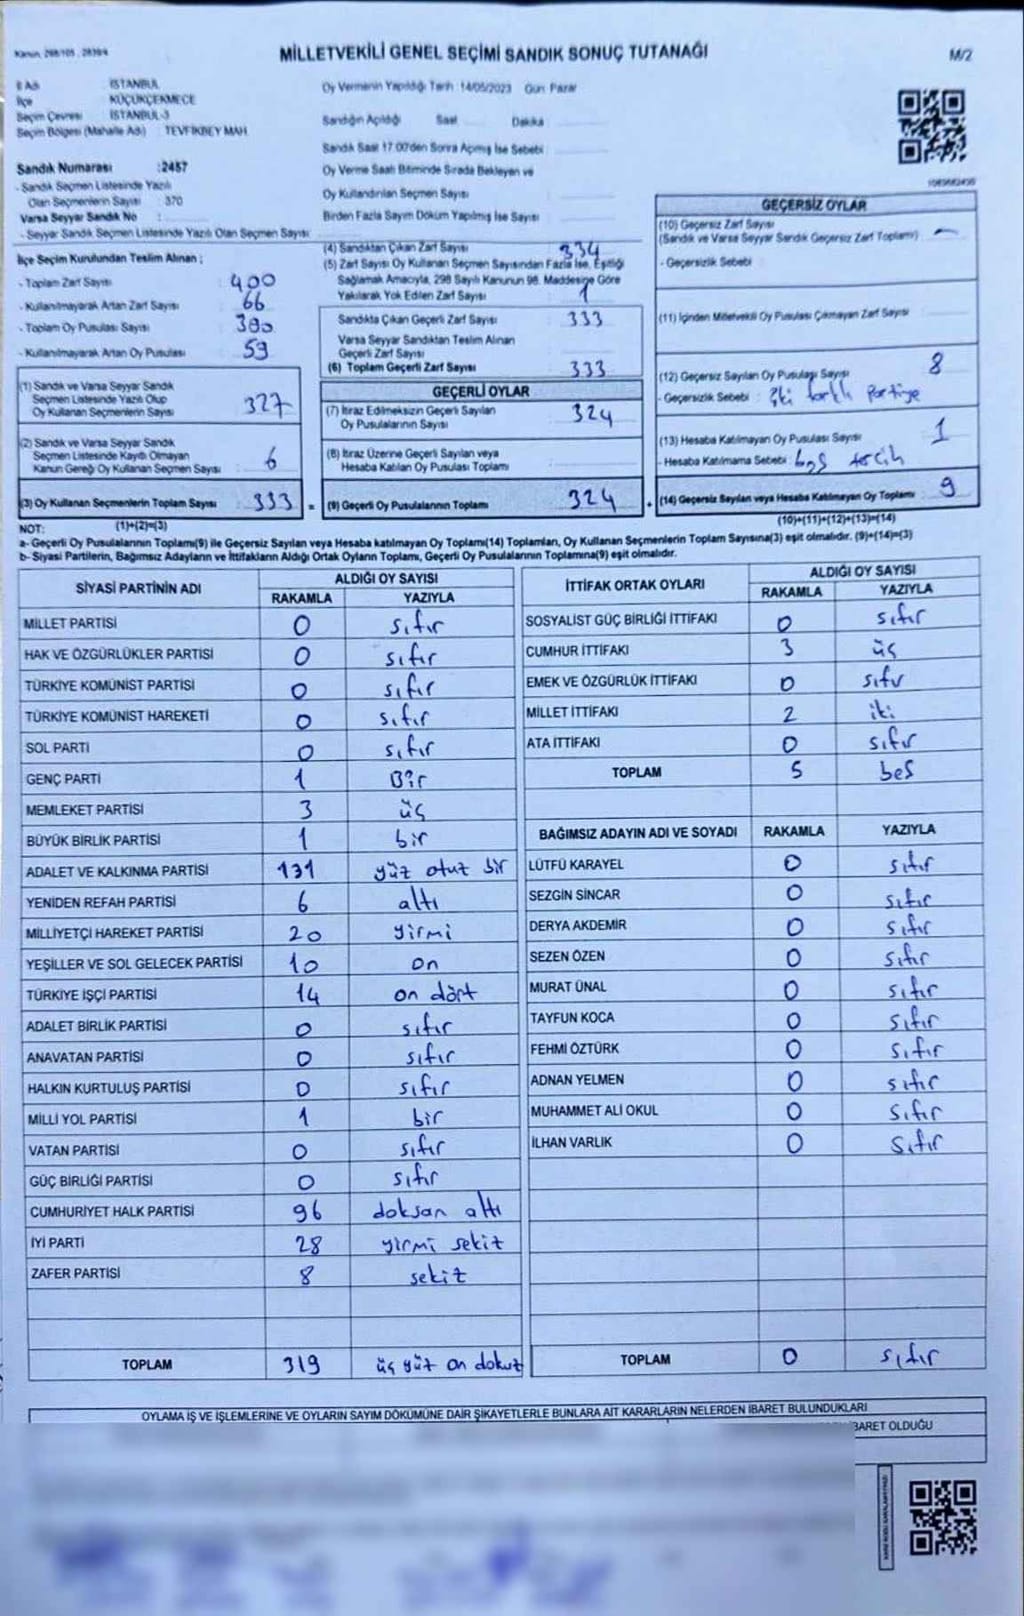 Kanun, 298/105 , 2839/4
MİLLETVEKİLİ GENEL SEÇİMİ SANDIK SONUÇ TUTANAĞI
M/2
İl Adı : İSTANBUL
İlçe : KÜÇÜKÇEKMECE
Seçim Çevresi : İSTANBUL-3
Seçim Bölgesi (Mahalle Adı) : TEVFİKBEY MAH.
Sandık Numarası :2457
- Sandık Seçmen Listesinde Yazılı
Olan Seçmenlerin Sayısı : 370
Varsa Seyyar Sandık No :
- Seyyar Sandık Seçmen Listesinde Yazılı Olan Seçmen Sayısı :
Oy Vermenin Yapıldığı Tarih :14/05/2023 Gün: Pazar
Sandığın Açıldığı Saat Dakika :
Sandık Saat 17.00'den Sonra Açılmış İse Sebebi :
Oy Verme Saati Bitiminde Sırada Bekleyen ve
Oy Kullandırılan Seçmen Sayısı :
Birden Fazla Sayım Döküm Yapılmış İse Sayısı :
İlçe Seçim Kurulundan Teslim Alınan ;
- Toplam Zarf Sayısı : 400
- Kullanılmayarak Artan Zarf Sayısı : 66
- Toplam Oy Pusulası Sayısı : 380
- Kullanılmayarak Artan Oy Pusulası : 59
(1) Sandık ve Varsa Seyyar Sandık
Seçmen Listesinde Yazılı Olup
Oy Kullanan Seçmenlerin Sayısı : 327
(2) Sandık ve Varsa Seyyar Sandık
Seçmen Listesinde Kaydı Olmayan
Kanun Gereği Oy Kullanan Seçmen Sayısı : 6
(3) Oy Kullanan Seçmenlerin Toplam Sayısı : 333 =
(4) Sandıktan Çıkan Zarf Sayısı : 334
(5) Zarf Sayısı Oy Kullanan Seçmen Sayısından Fazla İse, Eşitliği
Sağlamak Amacıyla, 298 Sayılı Kanunun 98. Maddesine Göre
Yakılarak Yok Edilen Zarf Sayısı : 1
Sandıkta Çıkan Geçerli Zarf Sayısı : 333
Varsa Seyyar Sandıktan Teslim Alınan
Geçerli Zarf Sayısı :
(6) Toplam Geçerli Zarf Sayısı : 333
GEÇERLİ OYLAR
(7) İtiraz Edilmeksizin Geçerli Sayılan
Oy Pusulalarının Sayısı : 324
(8) İtiraz Üzerine Geçerli Sayılan veya
Hesaba Katılan Oy Pusulası Toplamı :
(9) Geçerli Oy Pusulalarının Toplamı : 324 +
GEÇERSİZ OYLAR
(10) Geçersiz Zarf Sayısı
(Sandık ve Varsa Seyyar Sandık Geçersiz Zarf Toplamı) : -
- Geçersizlik Sebebi :
(11) İçinden Milletvekili Oy Pusulası Çıkmayan Zarf Sayısı :
(12) Geçersiz Sayılan Oy Pusulası Sayısı : 8
- Geçersizlik Sebebi : iki farklı partiye
(13) Hesaba Katılmayan Oy Pusulası Sayısı : 1
- Hesaba Katılmama Sebebi : boş tercih
(14) Geçersiz Sayılan veya Hesaba Katılmayan Oy Toplamı : 9
NOT: (1)+(2)=(3)
(10)+(11)+(12)+(13)=(14)
a- Geçerli Oy Pusulalarının Toplamı(9) ile Geçersiz Sayılan veya Hesaba katılmayan Oy Toplamı(14) Toplamları, Oy Kullanan Seçmenlerin Toplam Sayısına(3) eşit olmalıdır. (9)+(14)=(3)
b- Siyasi Partilerin, Bağımsız Adayların ve İttifakların Aldığı Ortak Oyların Toplamı, Geçerli Oy Pusulalarının Toplamına(9) eşit olmalıdır.
SİYASİ PARTİNİN ADI ALDIĞI OY SAYISI
RAKAMLA YAZIYLA
MİLLET PARTİSİ 0 sıfır
HAK VE ÖZGÜRLÜKLER PARTİSİ 0 sıfır
TÜRKİYE KOMÜNİST PARTİSİ 0 sıfır
TÜRKİYE KOMÜNİST HAREKETİ 0 sıfır
SOL PARTİ 0 sıfır
GENÇ PARTİ 1 Bir
MEMLEKET PARTİSİ 3 üç
BÜYÜK BİRLİK PARTİSİ 1 bir
ADALET VE KALKINMA PARTİSİ 131 yüz otuz bir
YENİDEN REFAH PARTİSİ 6 altı
MİLLİYETÇİ HAREKET PARTİSİ 20 yirmi
YEŞİLLER VE SOL GELECEK PARTİSİ 10 on
TÜRKİYE İŞÇİ PARTİSİ 14 on dört
ADALET BİRLİK PARTİSİ 0 sıfır
ANAVATAN PARTİSİ 0 sıfır
HALKIN KURTULUŞ PARTİSİ 0 sıfır
MİLLİ YOL PARTİSİ 1 bir
VATAN PARTİSİ 0 sıfır
GÜÇ BİRLİĞİ PARTİSİ 0 sıfır
CUMHURİYET HALK PARTİSİ 96 doksan altı
İYİ PARTİ 28 yirmi sekiz
ZAFER PARTİSİ 8 sekiz
TOPLAM 319 üç yüz on dokuz
İTTİFAK ORTAK OYLARI ALDIĞI OY SAYISI
RAKAMLA YAZIYLA
SOSYALİST GÜÇ BİRLİĞİ İTTİFAKI 0 sıfır
CUMHUR İTTİFAKI 3 üç
EMEK VE ÖZGÜRLÜK İTTİFAKI 0 sıfır
MİLLET İTTİFAKI 2 iki
ATA İTTİFAKI 0 sıfır
TOPLAM 5 beş
BAĞIMSIZ ADAYIN ADI VE SOYADI RAKAMLA YAZIYLA
LÜTFÜ KARAYEL 0 sıfır
SEZGİN SİNCAR 0 sıfır
DERYA AKDEMİR 0 sıfır
SEZEN ÖZEN 0 sıfır
MURAT ÜNAL 0 sıfır
TAYFUN KOCA 0 sıfır
FEHMİ ÖZTÜRK 0 sıfır
ADNAN YELMEN 0 sıfır
MUHAMMET ALİ OKUL 0 sıfır
İLHAN VARLIK 0 sıfır
TOPLAM 0 sıfır
OYLAMA İŞ VE İŞLEMLERİNE VE OYLARIN SAYIM DÖKÜMÜNE DAİR ŞİKAYETLERLE BUNLARA AİT KARARLARIN NELERDEN İBARET BULUNDUKLARI
İBARET OLDUĞU